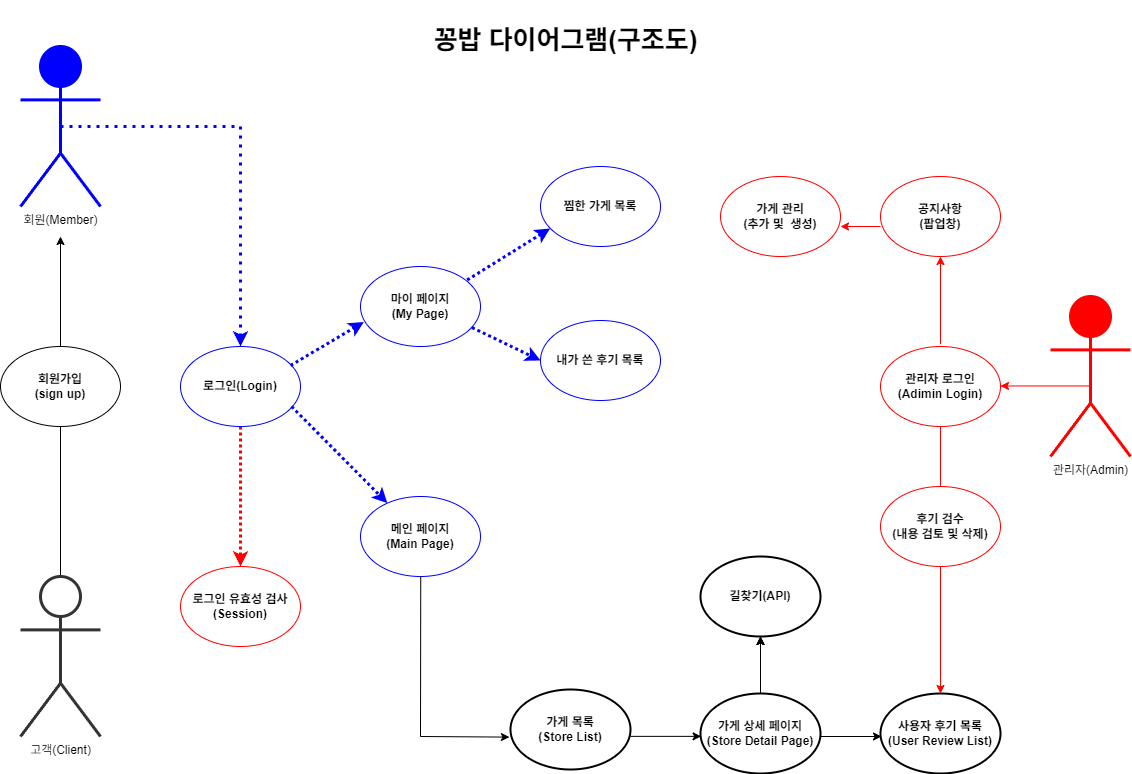 꽁밥 다이어그램(구조도)
회원(Member)
찜한 가게 목록
가게 관리
(추가 및 생성)
공지사항
(팝업창)
마이 페이지
(My Page)
내가 쓴 후기 목록
회원가입
(sign up)
로그인(Login)
관리자 로그인
(Adimin Login)
관리자(Admin)
메인 페이지
(Main Page)
후기 검수
(내용 검토 및 삭제)
로그인 유효성 검사
(Session)
길찾기(API)
고객(Client)
가게 목록
(Store List)
가게 상세 페이지
(Store Detail Page)
사용자 후기 목록
(User Review List)